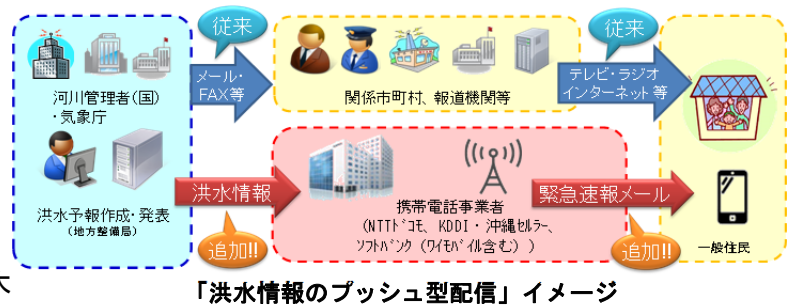 従来
従来
メール・
FAX等
テレビ・ラジオ
インターネット等
河川管理者(国)
・気象庁
関係市町村、報道機関等
洪水情報
緊急速報メール
携帯電話事業者
(NTTﾄﾞｺﾓ、KDDI・沖縄ｾﾙﾗｰ、
ｿﾌﾄﾊﾞﾝｸ(ﾜｲﾓﾊﾞｲﾙ含む))
洪水予報作成・発表
(地方整備局)
追加!!
追加!!
一般住民
「洪水情報のプッシュ型配信」イメージ